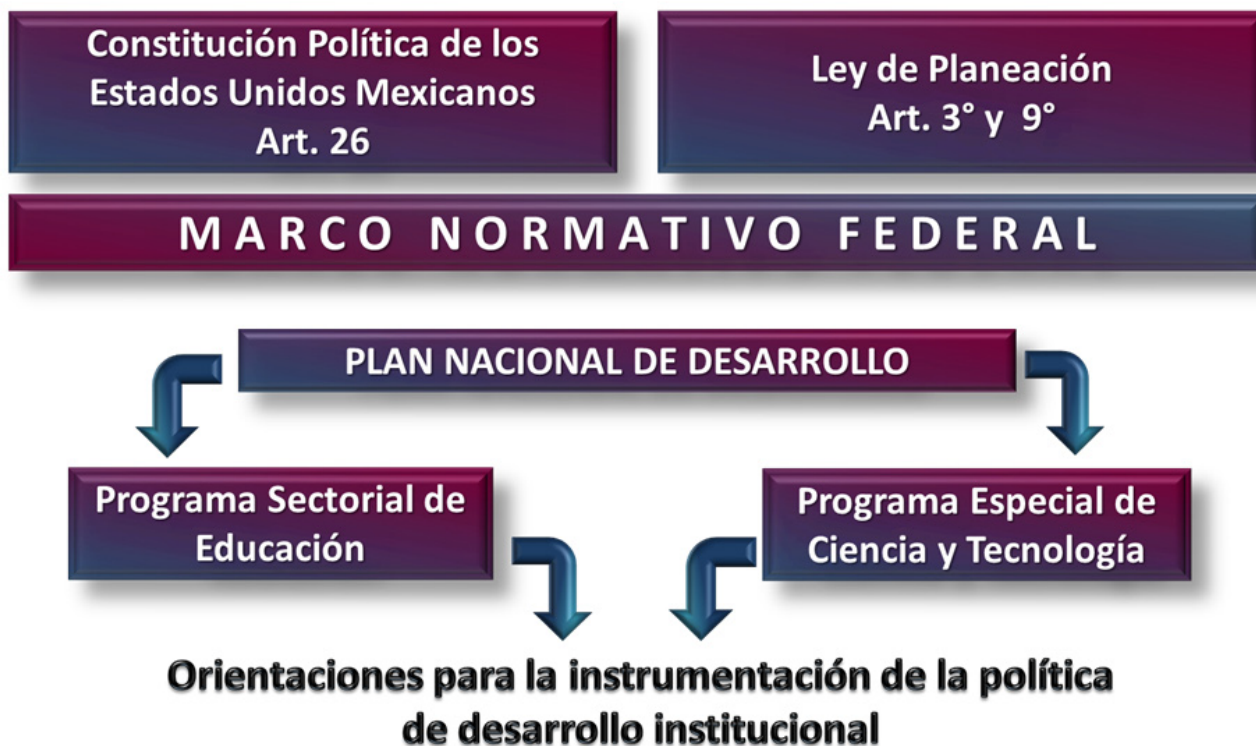 Constitución Política de los
Estados Unidos Mexicanos
Art. 26
Ley de Planeación
Art. 3° y 9°
MARCO NORMATIVO FEDERAL
PLAN NACIONAL DE DESARROLLO
Programa Sectorial de
Educación
Programa Especial de
Ciencia y Tecnología
Orientaciones para la instrumentación de la política
de desarrollo institucional